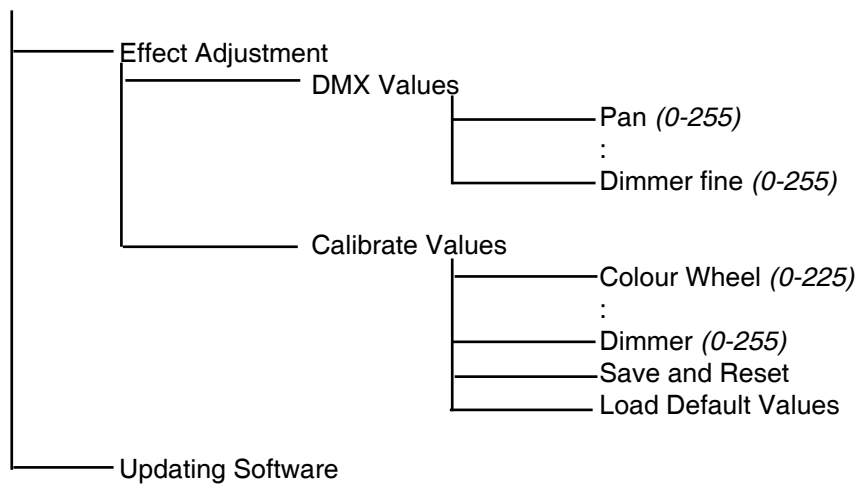 Effect Adjustment
DMX Values
Pan (0-255)
:
Dimmer fine (0-255)
Calibrate Values
Colour Wheel (0-225)
:
Dimmer (0-255)
Save and Reset
Load Default Values
Updating Software